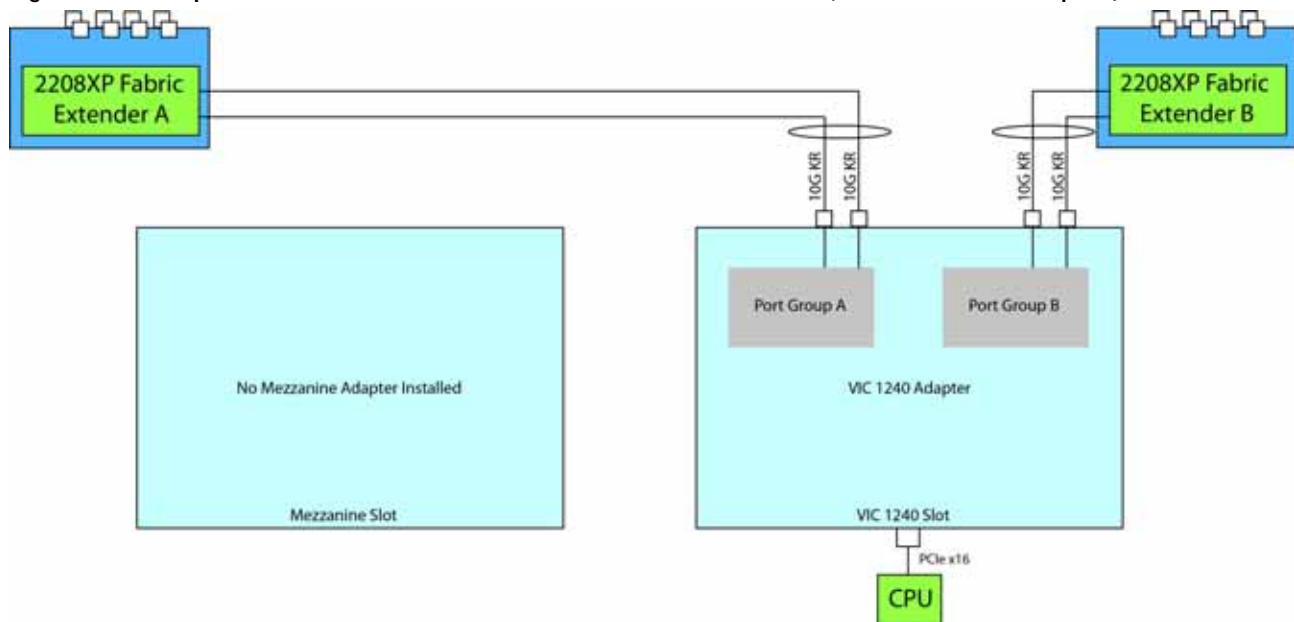 2208XP Fabric
Extender A
2208XP Fabric
Extender B
10G KR
10G KR
10G KR
10G KR
Port Group A
Port Group B
No Mezzanine Adapter Installed
VIC 1240 Adapter
Mezzanine Slot
VIC 1240 Slot
PCIe x16
CPU